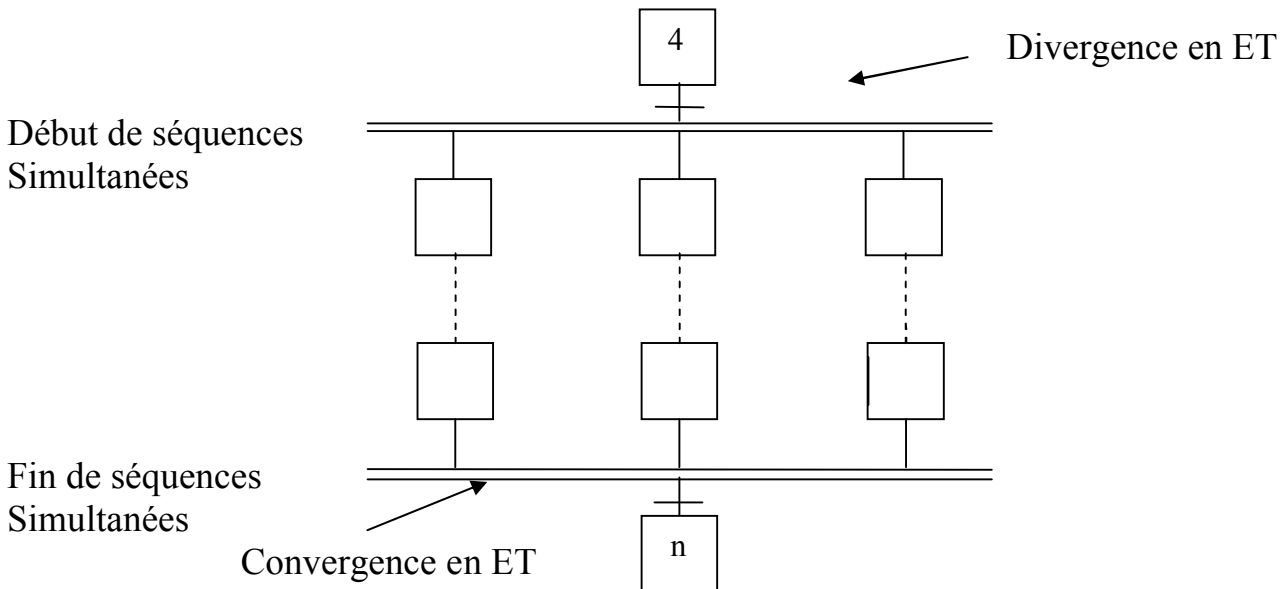 4
Divergence en ET
Début de séquences
Simultanées
Fin de séquences
Simultanées
n
Convergence en ET